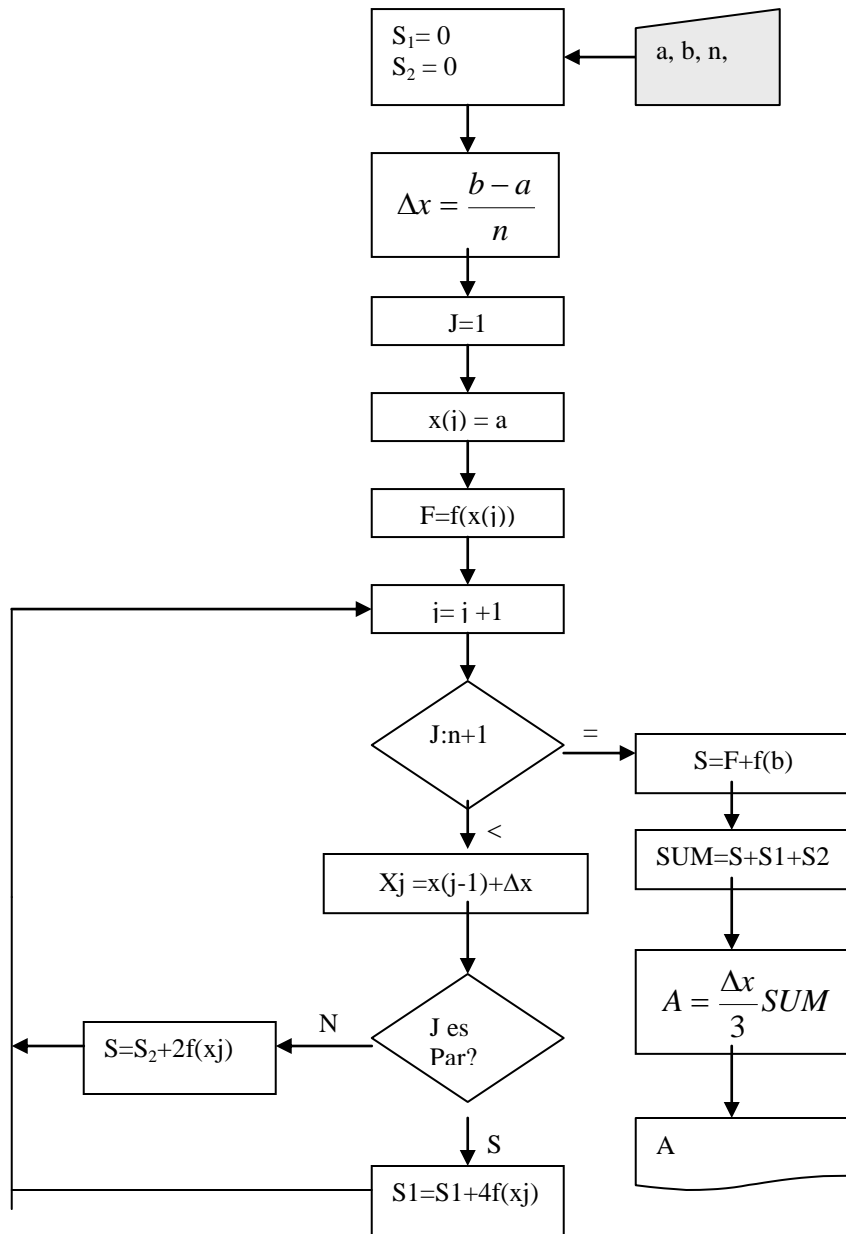 S₁= 0
S₂ = 0
a, b, n,
Δx = (b − a)/n
J=1
x(j) = a
F=f(x(j))
j= j +1
J:n+1
=
S=F+f(b)
<
SUM=S+S1+S2
Xj =x(j-1)+Δx
A = Δx/3 SUM
J es
Par?
N
S=S₂+2f(xj)
S
A
S1=S1+4f(xj)